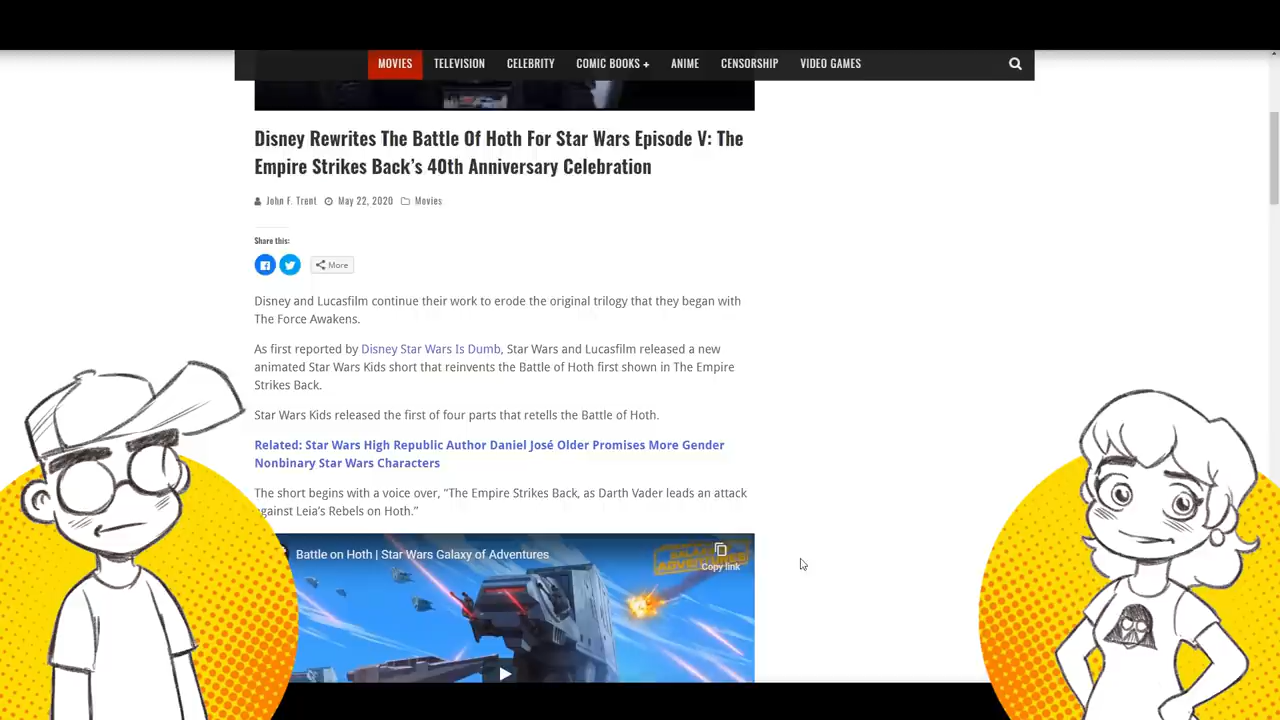 MOVIES TELEVISION CELEBRITY COMIC BOOKS + ANIME CENSORSHIP VIDEO GAMES
Disney Rewrites The Battle Of Hoth For Star Wars Episode V: The
Empire Strikes Back's 40th Anniversary Celebration
John F. Trent May 22, 2020 Movies
Share this:
More
Disney and Lucasfilm continue their work to erode the original trilogy that they began with
The Force Awakens.
As first reported by Disney Star Wars Is Dumb, Star Wars and Lucasfilm released a new
animated Star Wars Kids short that reinvents the Battle of Hoth first shown in The Empire
Strikes Back.
Star Wars Kids released the first of four parts that retells the Battle of Hoth.
Related: Star Wars High Republic Author Daniel José Older Promises More Gender
Nonbinary Star Wars Characters
The short begins with a voice over, "The Empire Strikes Back, as Darth Vader leads an attack
against Leia's Rebels on Hoth."
Battle on Hoth | Star Wars Galaxy of Adventures
Copy link